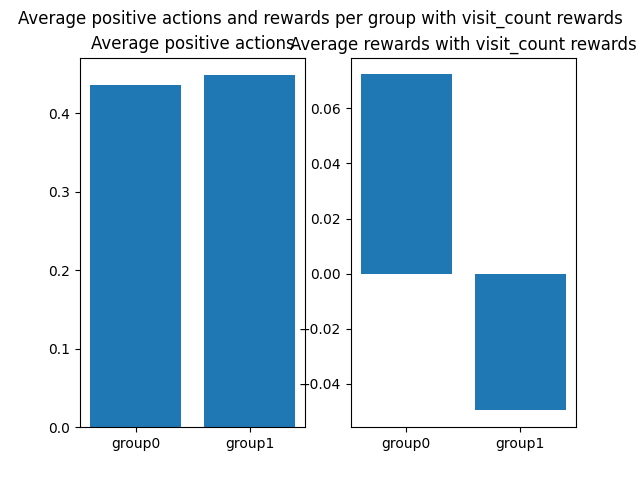 Average positive actions and rewards per group with visit_count rewards
Average positive actions
Average rewards with visit_count rewards
0.4
0.3
0.2
0.1
0.0
group0
group1
0.06
0.04
0.02
0.00
−0.02
−0.04
group0
group1